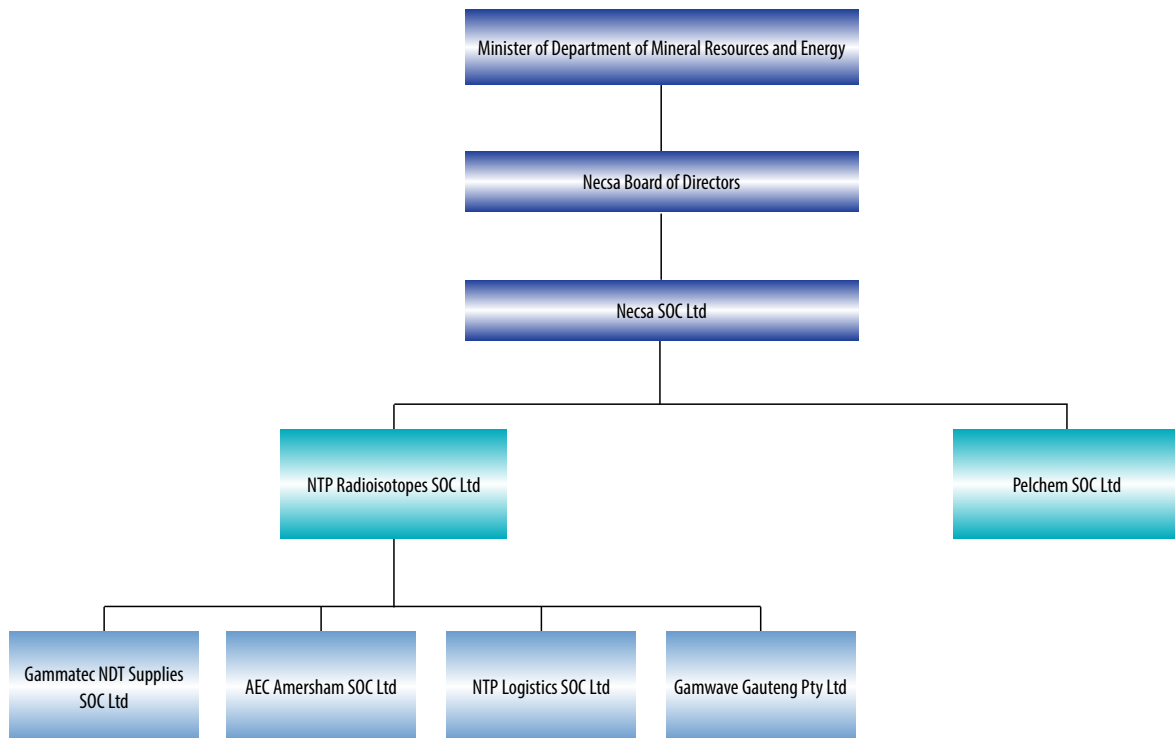 Minister of Department of Mineral Resources and Energy
Necsa Board of Directors
Necsa SOC Ltd
NTP Radioisotopes SOC Ltd
Pelchem SOC Ltd
Gammatec NDT Supplies
SOC Ltd
AEC Amersham SOC Ltd
NTP Logistics SOC Ltd
Gamwave Gauteng Pty Ltd